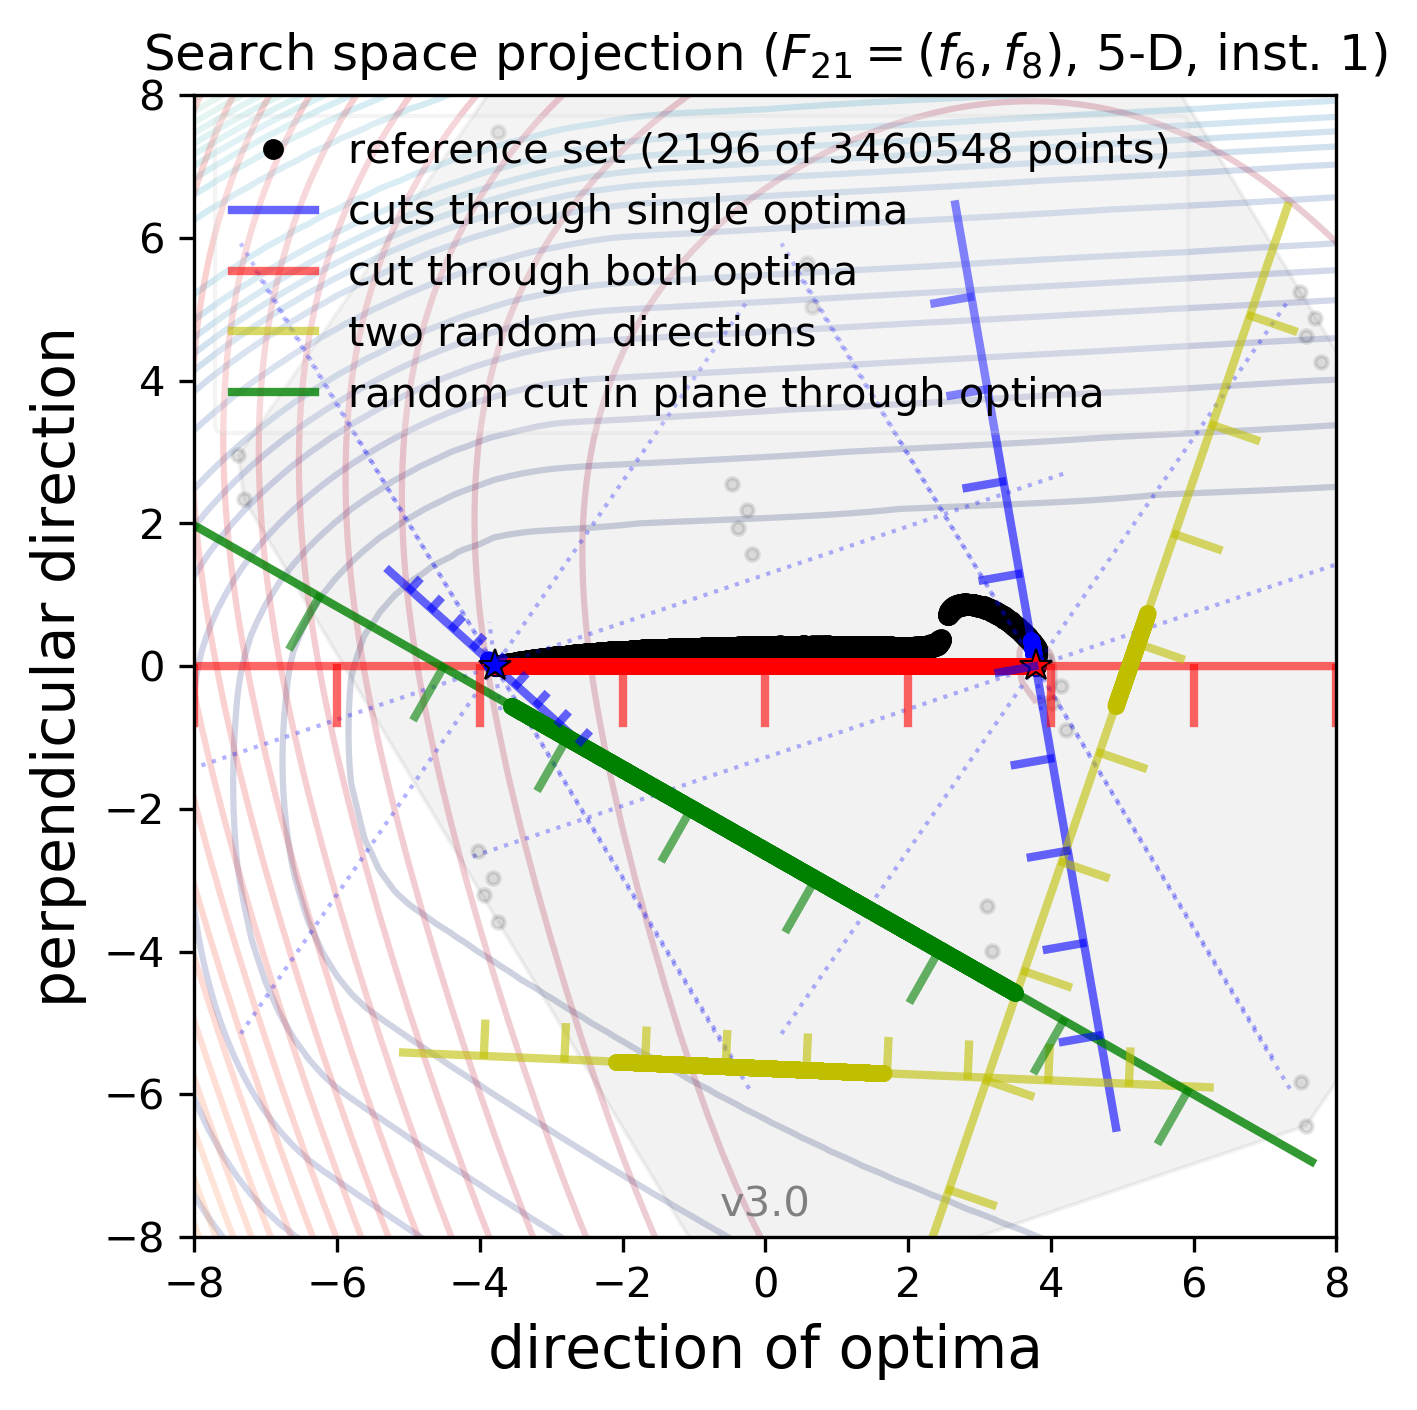 Search space projection (F₂₁ = (f₆, f₈), 5-D, inst. 1)
reference set (2196 of 3460548 points)
cuts through single optima
cut through both optima
two random directions
random cut in plane through optima
perpendicular direction
8
6
4
2
0
−2
−4
−6
−8
v3.0
−8 −6 −4 −2 0 2 4 6 8
direction of optima